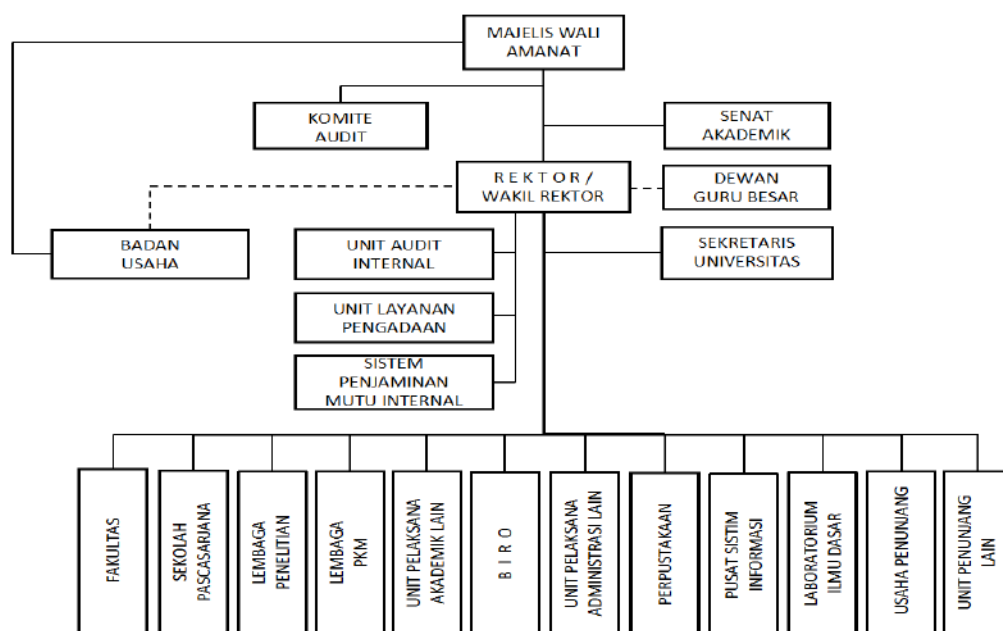 MAJELIS WALI
AMANAT
KOMITE
AUDIT
SENAT
AKADEMIK
R E K T O R /
WAKIL REKTOR
DEWAN
GURU BESAR
BADAN
USAHA
UNIT AUDIT
INTERNAL
SEKRETARIS
UNIVERSITAS
UNIT LAYANAN
PENGADAAN
SISTEM
PENJAMINAN
MUTU INTERNAL
FAKULTAS
SEKOLAH
PASCASARJANA
LEMBAGA
PENELITIAN
LEMBAGA
PKM
UNIT PELAKSANA
AKADEMIK LAIN
B I R O
UNIT PELAKSANA
ADMINISTRASI LAIN
PERPUSTAKAAN
PUSAT SISTIM
INFORMASI
LABORATORIUM
ILMU DASAR
USAHA PENUNJANG
UNIT PENUNJANG
LAIN